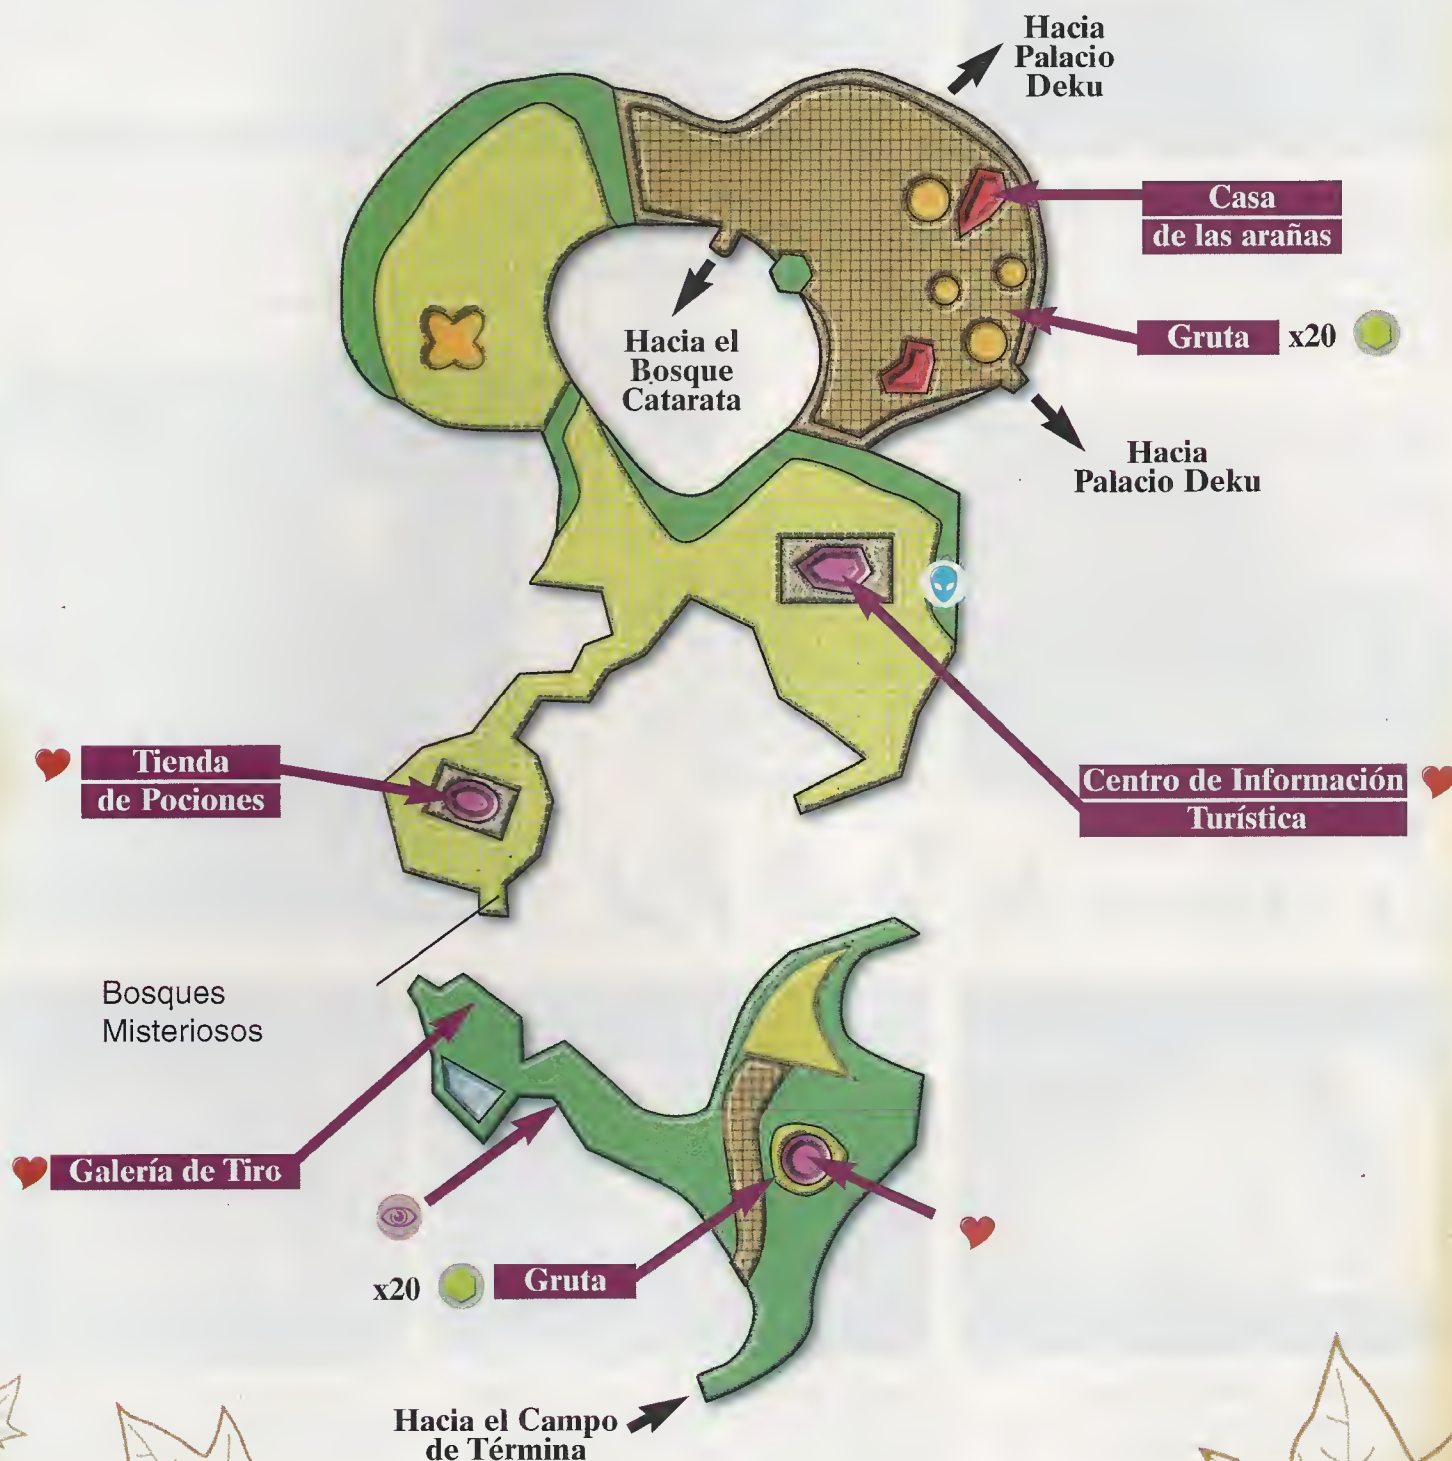 Hacia
Palacio
Deku
Casa
de las arañas
Hacia el
Bosque
Catarata
Gruta x20
Hacia
Palacio Deku
Tienda
de Pociones
Centro de Información
Turística
Bosques
Misteriosos
Galería de Tiro
x20 Gruta
Hacia el Campo
de Términa